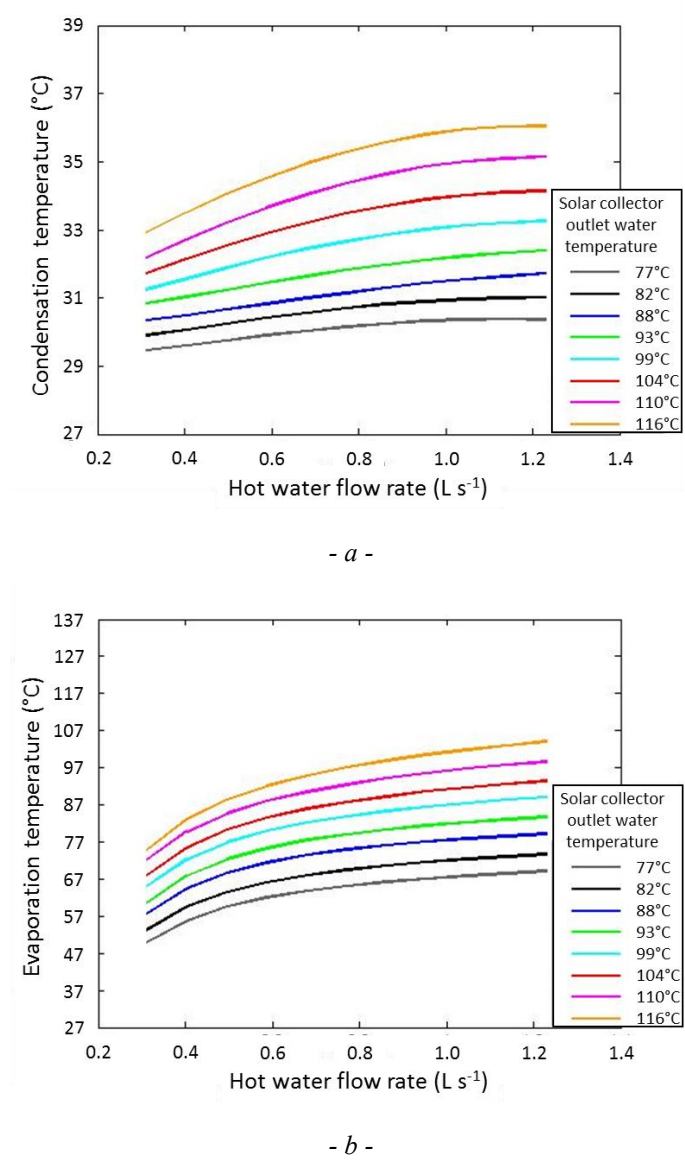 39
37
35
33
31
29
27
Condensation temperature (°C)
0.2 0.4 0.6 0.8 1.0 1.2 1.4
Hot water flow rate (L s-1)
Solar collector
outlet water
temperature
77°C
82°C
88°C
93°C
99°C
104°C
110°C
116°C
- a -
137
127
117
107
97
87
77
67
57
47
37
27
Evaporation temperature (°C)
0.2 0.4 0.6 0.8 1.0 1.2 1.4
Hot water flow rate (L s-1)
Solar collector
outlet water
temperature
77°C
82°C
88°C
93°C
99°C
104°C
110°C
116°C
- b -